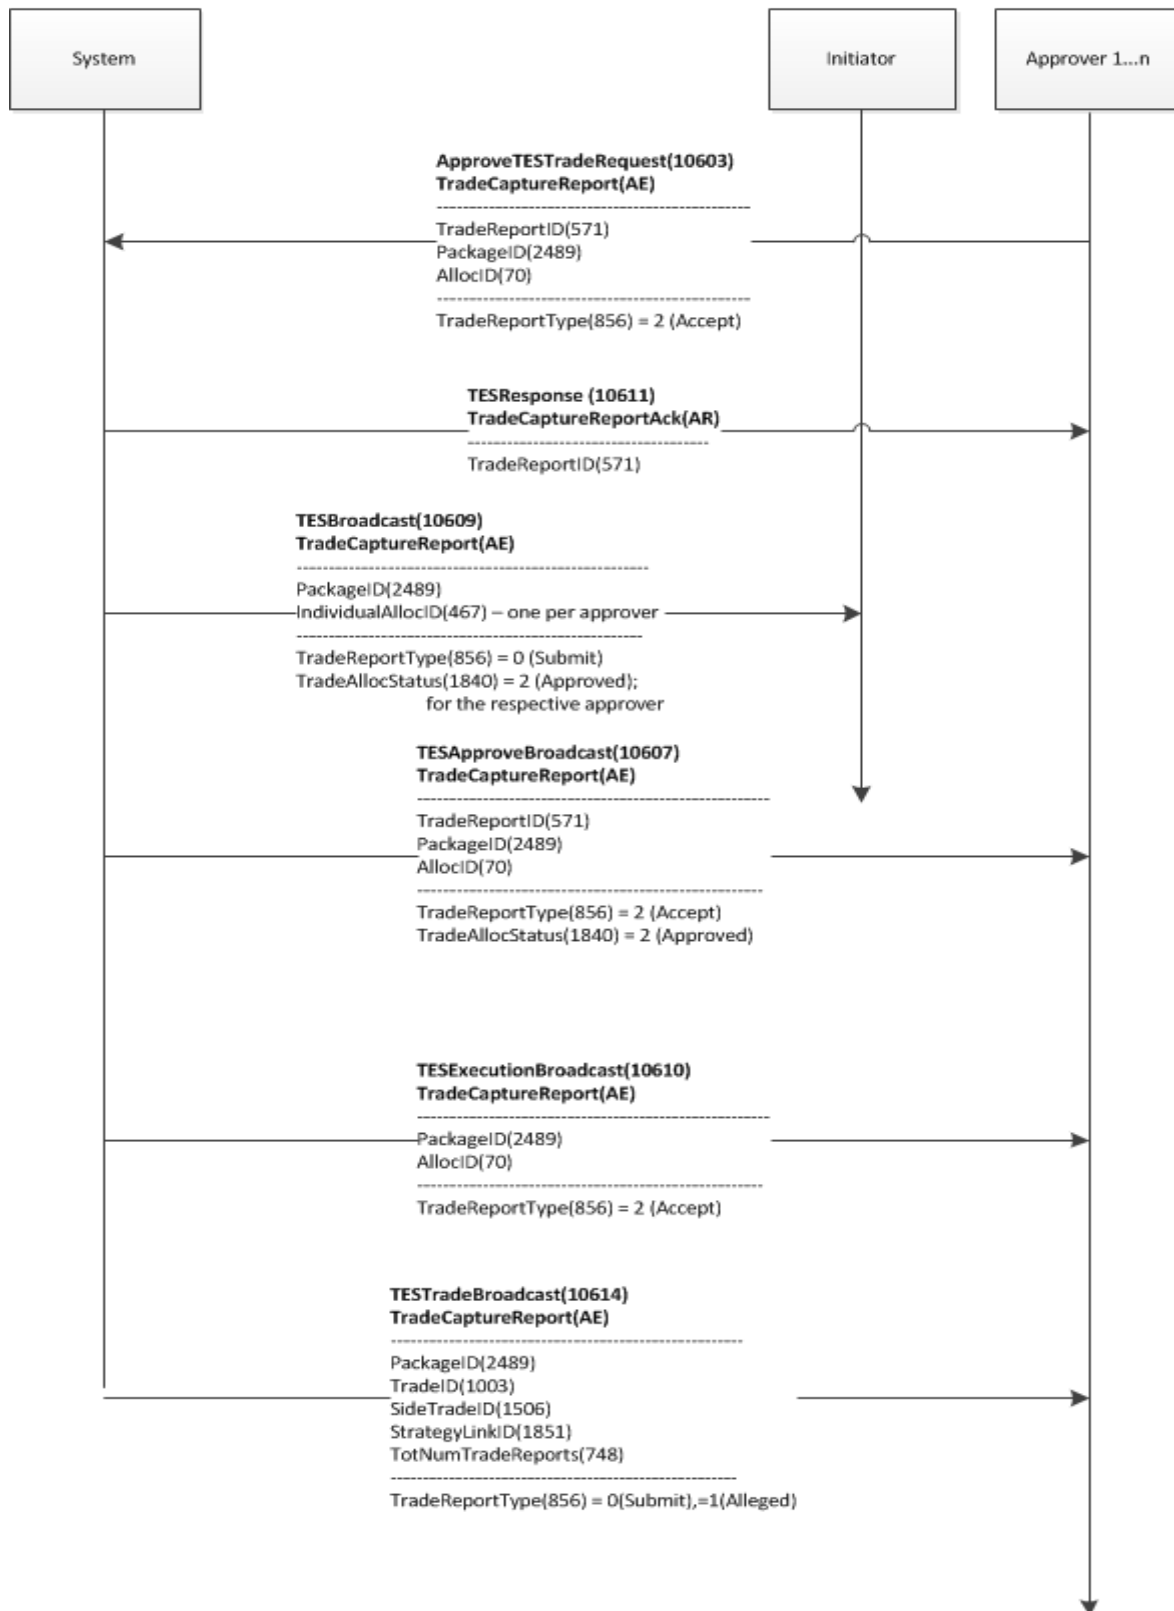 System
Initiator
Approver 1...n
ApproveTESTradeRequest(10603)
TradeCaptureReport(AE)
TradeReportID(571)
PackageID(2489)
AllocID(70)
TradeReportType(856) = 2 (Accept)
TESResponse (10611)
TradeCaptureReportAck(AR)
TradeReportID(571)
TESBroadcast(10609)
TradeCaptureReport(AE)
PackageID(2489)
IndividualAllocID(467) – one per approver
TradeReportType(856) = 0 (Submit)
TradeAllocStatus(1840) = 2 (Approved);
for the respective approver
TESApproveBroadcast(10607)
TradeCaptureReport(AE)
TradeReportID(571)
PackageID(2489)
AllocID(70)
TradeReportType(856) = 2 (Accept)
TradeAllocStatus(1840) = 2 (Approved)
TESExecutionBroadcast(10610)
TradeCaptureReport(AE)
PackageID(2489)
AllocID(70)
TradeReportType(856) = 2 (Accept)
TESTradeBroadcast(10614)
TradeCaptureReport(AE)
PackageID(2489)
TradeID(1003)
SideTradeID(1506)
StrategyLinkID(1851)
TotNumTradeReports(748)
TradeReportType(856) = 0(Submit),=1(Alleged)